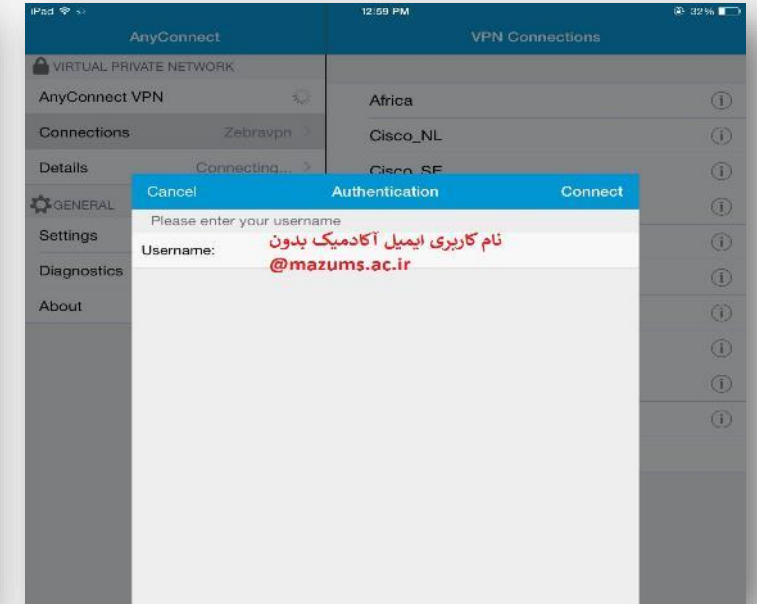 iPad
12:59 PM
32%
AnyConnect
VPN Connections
VIRTUAL PRIVATE NETWORK
AnyConnect VPN
Africa
Connections
Zebravpn
Cisco_NL
Details
Connecting...
Cisco_SE
Cancel
Authentication
Connect
GENERAL
Please enter your username
Settings
Username:
نام کاربری ایمیل آکادمیک بدون
@mazums.ac.ir
Diagnostics
About